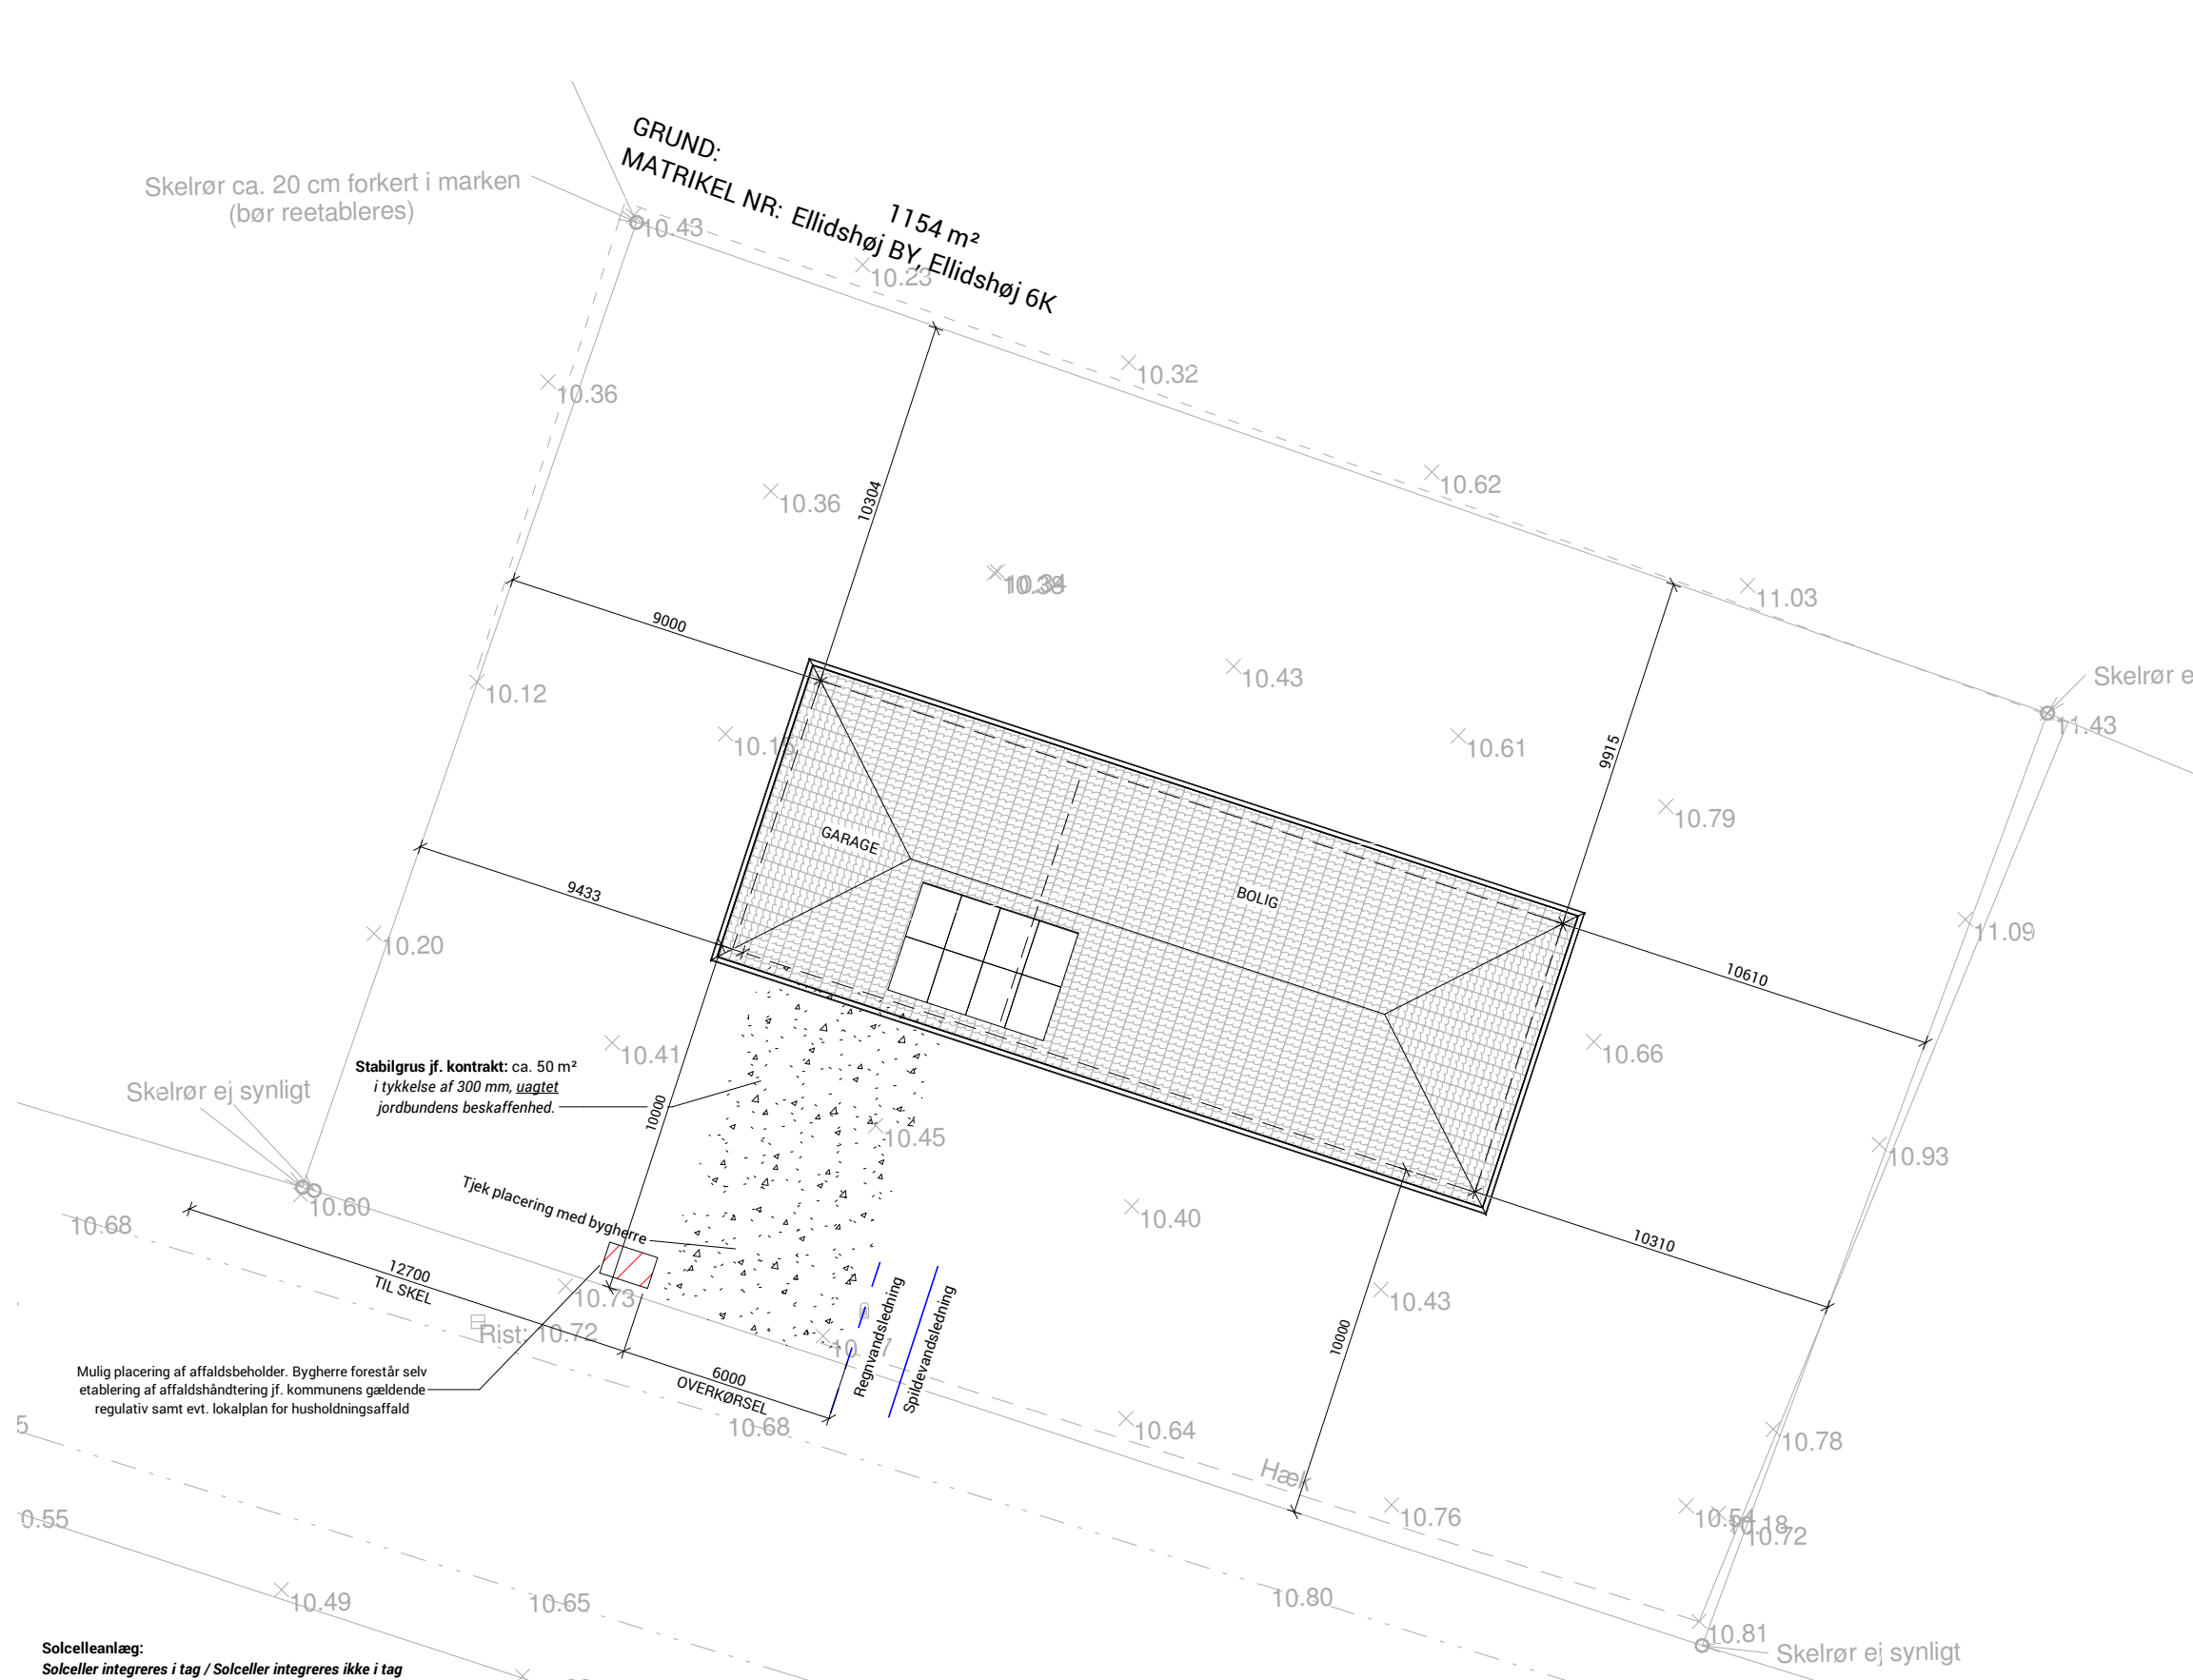 GRUND:
MATRIKEL NR: Ellidshøj BY, Ellidshøj 6K
1154 m²
Skelrør ca. 20 cm forkert i marken
(bør reetableres)
10.43
10.23
10.32
10.36
10.62
10.36
10304
10.34
11.03
9000
10.43
Skelrør e
10.12
11.43
10.61
9915
10.79
GARAGE
BOLIG
9433
11.09
10.20
10610
10.41
10.66
Stabilgrus jf. kontrakt: ca. 50 m²
i tykkelse af 300 mm, uagtet
jordbundens beskaffenhed.
Skelrør ej synligt
10000
10.45
10.93
Tjek placering med bygherre
10.60
10.68
10.40
10310
12700
TIL SKEL
10.73
10.43
Rist: 10.72
Regnvandsledning
Spildevandsledning
10000
Mulig placering af affaldsbeholder. Bygherre forestår selv
etablering af affaldshåndtering jf. kommunens gældende
regulativ samt evt. lokalplan for husholdningsaffald
6000
OVERKØRSEL
10.68
10.64
10.78
5
Hæk
10.76
0.55
10.54
10.18
10.72
10.49
10.65
10.80
10.81
Skelrør ej synligt
Solcelleanlæg:
Solceller integreres i tag / Solceller integreres ikke i tag